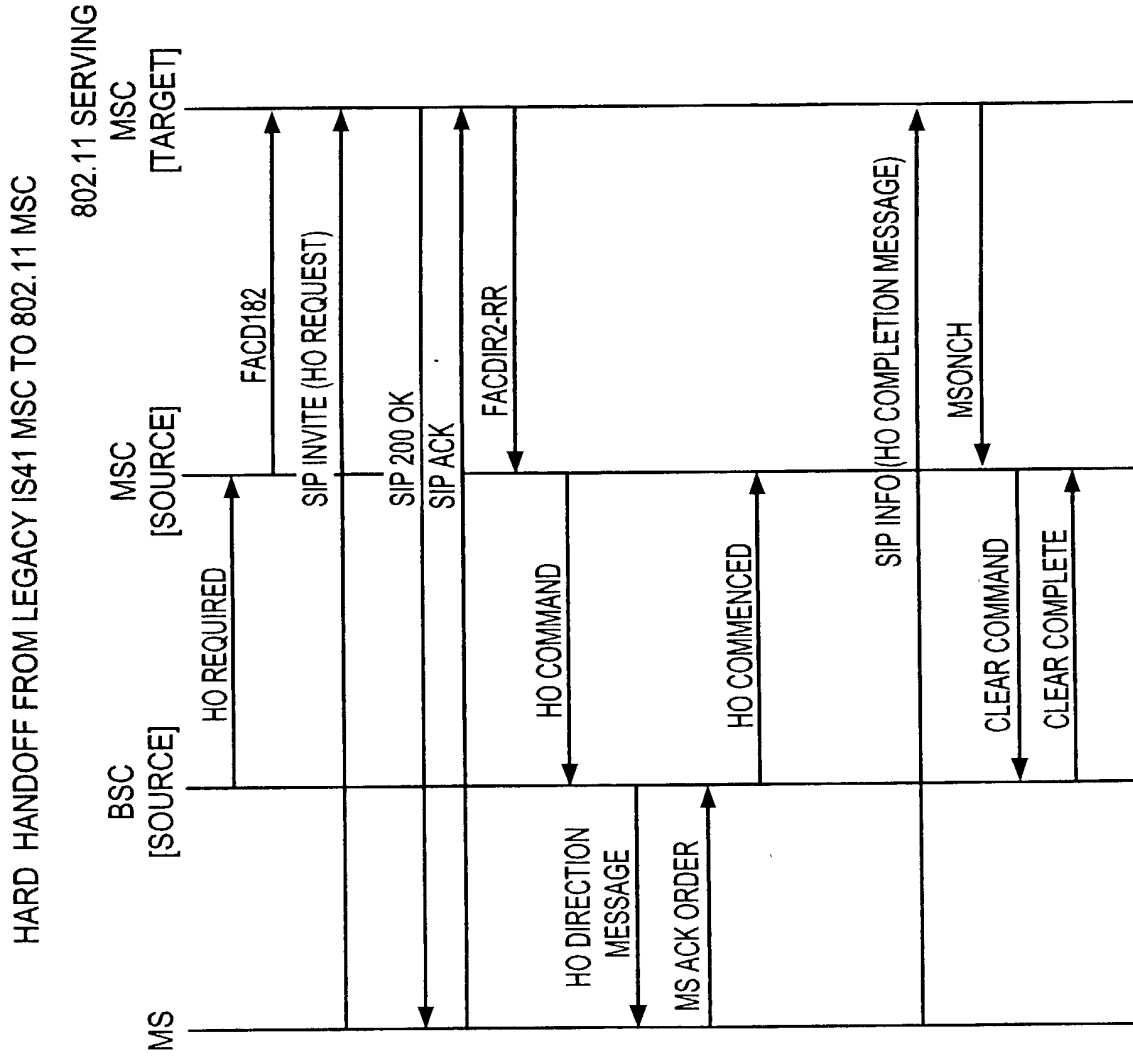 HARD HANDOFF FROM LEGACY IS41 MSC TO 802.11 MSC
MS
BSC
[SOURCE]
MSC
[SOURCE]
802.11 SERVING
MSC
[TARGET]
HO REQUIRED
FACD182
SIP INVITE (HO REQUEST)
SIP 200 OK
SIP ACK
FACDIR2-RR
HO COMMAND
HO DIRECTION
MESSAGE
MS ACK ORDER
HO COMMENCED
SIP INFO (HO COMPLETION MESSAGE)
MSONCH
CLEAR COMMAND
CLEAR COMPLETE